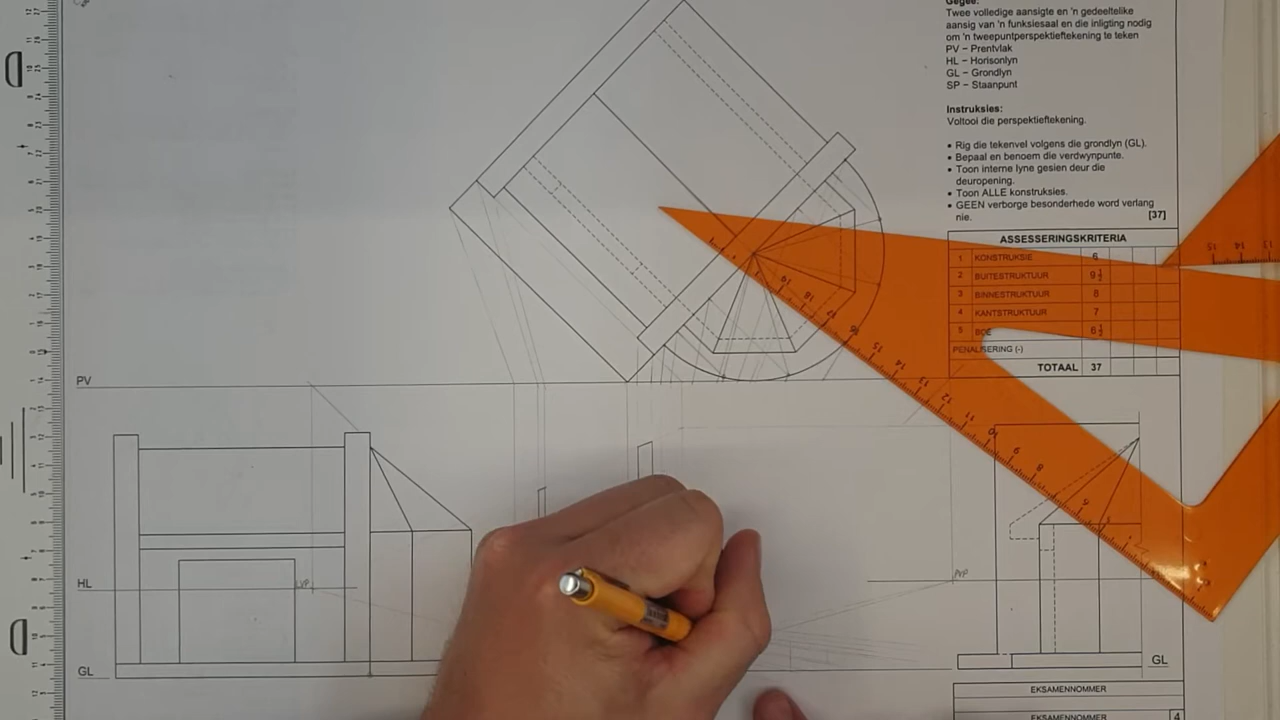 Gegee:
Twee volledige aansigte en 'n gedeeltelike
aansig van 'n funksiesaal en die inligting nodig
om 'n tweepuntperspektieftekening te teken
PV – Prentvlak
HL – Horisonlyn
GL – Grondlyn
SP – Staanpunt
Instruksies:
Voltooi die perspektieftekening.
• Rig die tekenvel volgens die grondlyn (GL).
• Bepaal en benoem die verdwynpunte.
• Toon interne lyne gesien deur die
deuropening.
• Toon ALLE konstruksies.
• GEEN verborge besonderhede word verlang
nie. [37]
ASSESSERINGSKRITERIA
1 KONSTRUKSIE 6
2 BUITESTRUKTUUR 9½
3 BINNESTRUKTUUR 8
4 KANTSTRUKTUUR 7
5 BOË 6½
PENALISERING (-)
TOTAAL 37
PV
HL
LVP
RVP
GL
GL
EKSAMENNOMMER
EKSAMENNOMMER
4